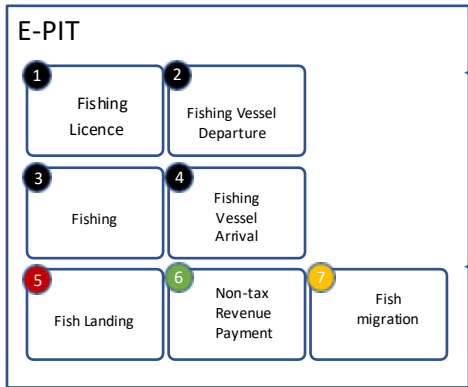 E-PIT
1
Fishing
Licence
2
Fishing Vessel
Departure
3
Fishing
4
Fishing
Vessel
Arrival
5
Fish Landing
6
Non-tax
Revenue
Payment
7
Fish
migration